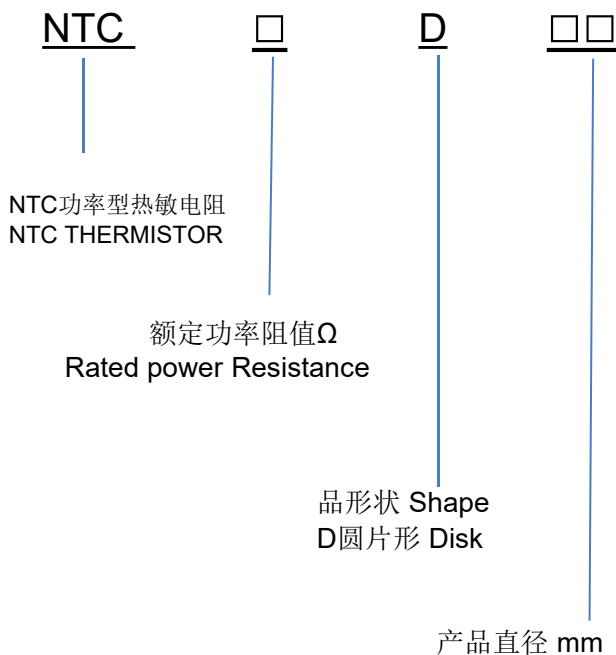 NTC □ D □□
NTC功率型热敏电阻
NTC THERMISTOR
额定功率阻值Ω
Rated power Resistance
品形状 Shape
D圆片形 Disk
产品直径 mm